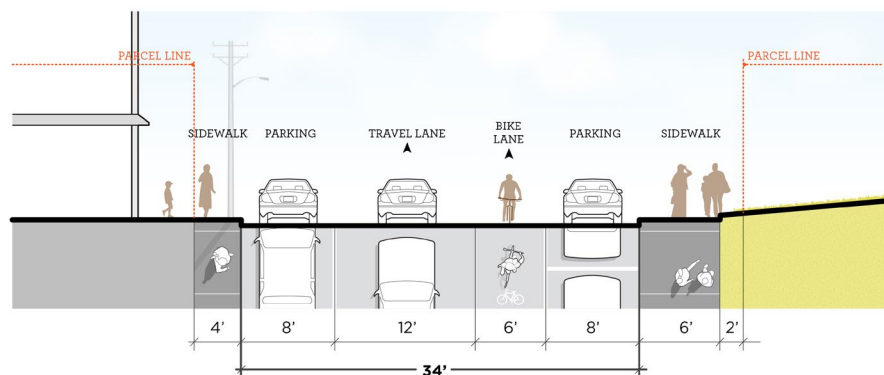 PARCEL LINE
PARCEL LINE
SIDEWALK
PARKING
TRAVEL LANE
BIKE
LANE
PARKING
SIDEWALK
4’
8’
12’
6’
8’
6’
2’
34’